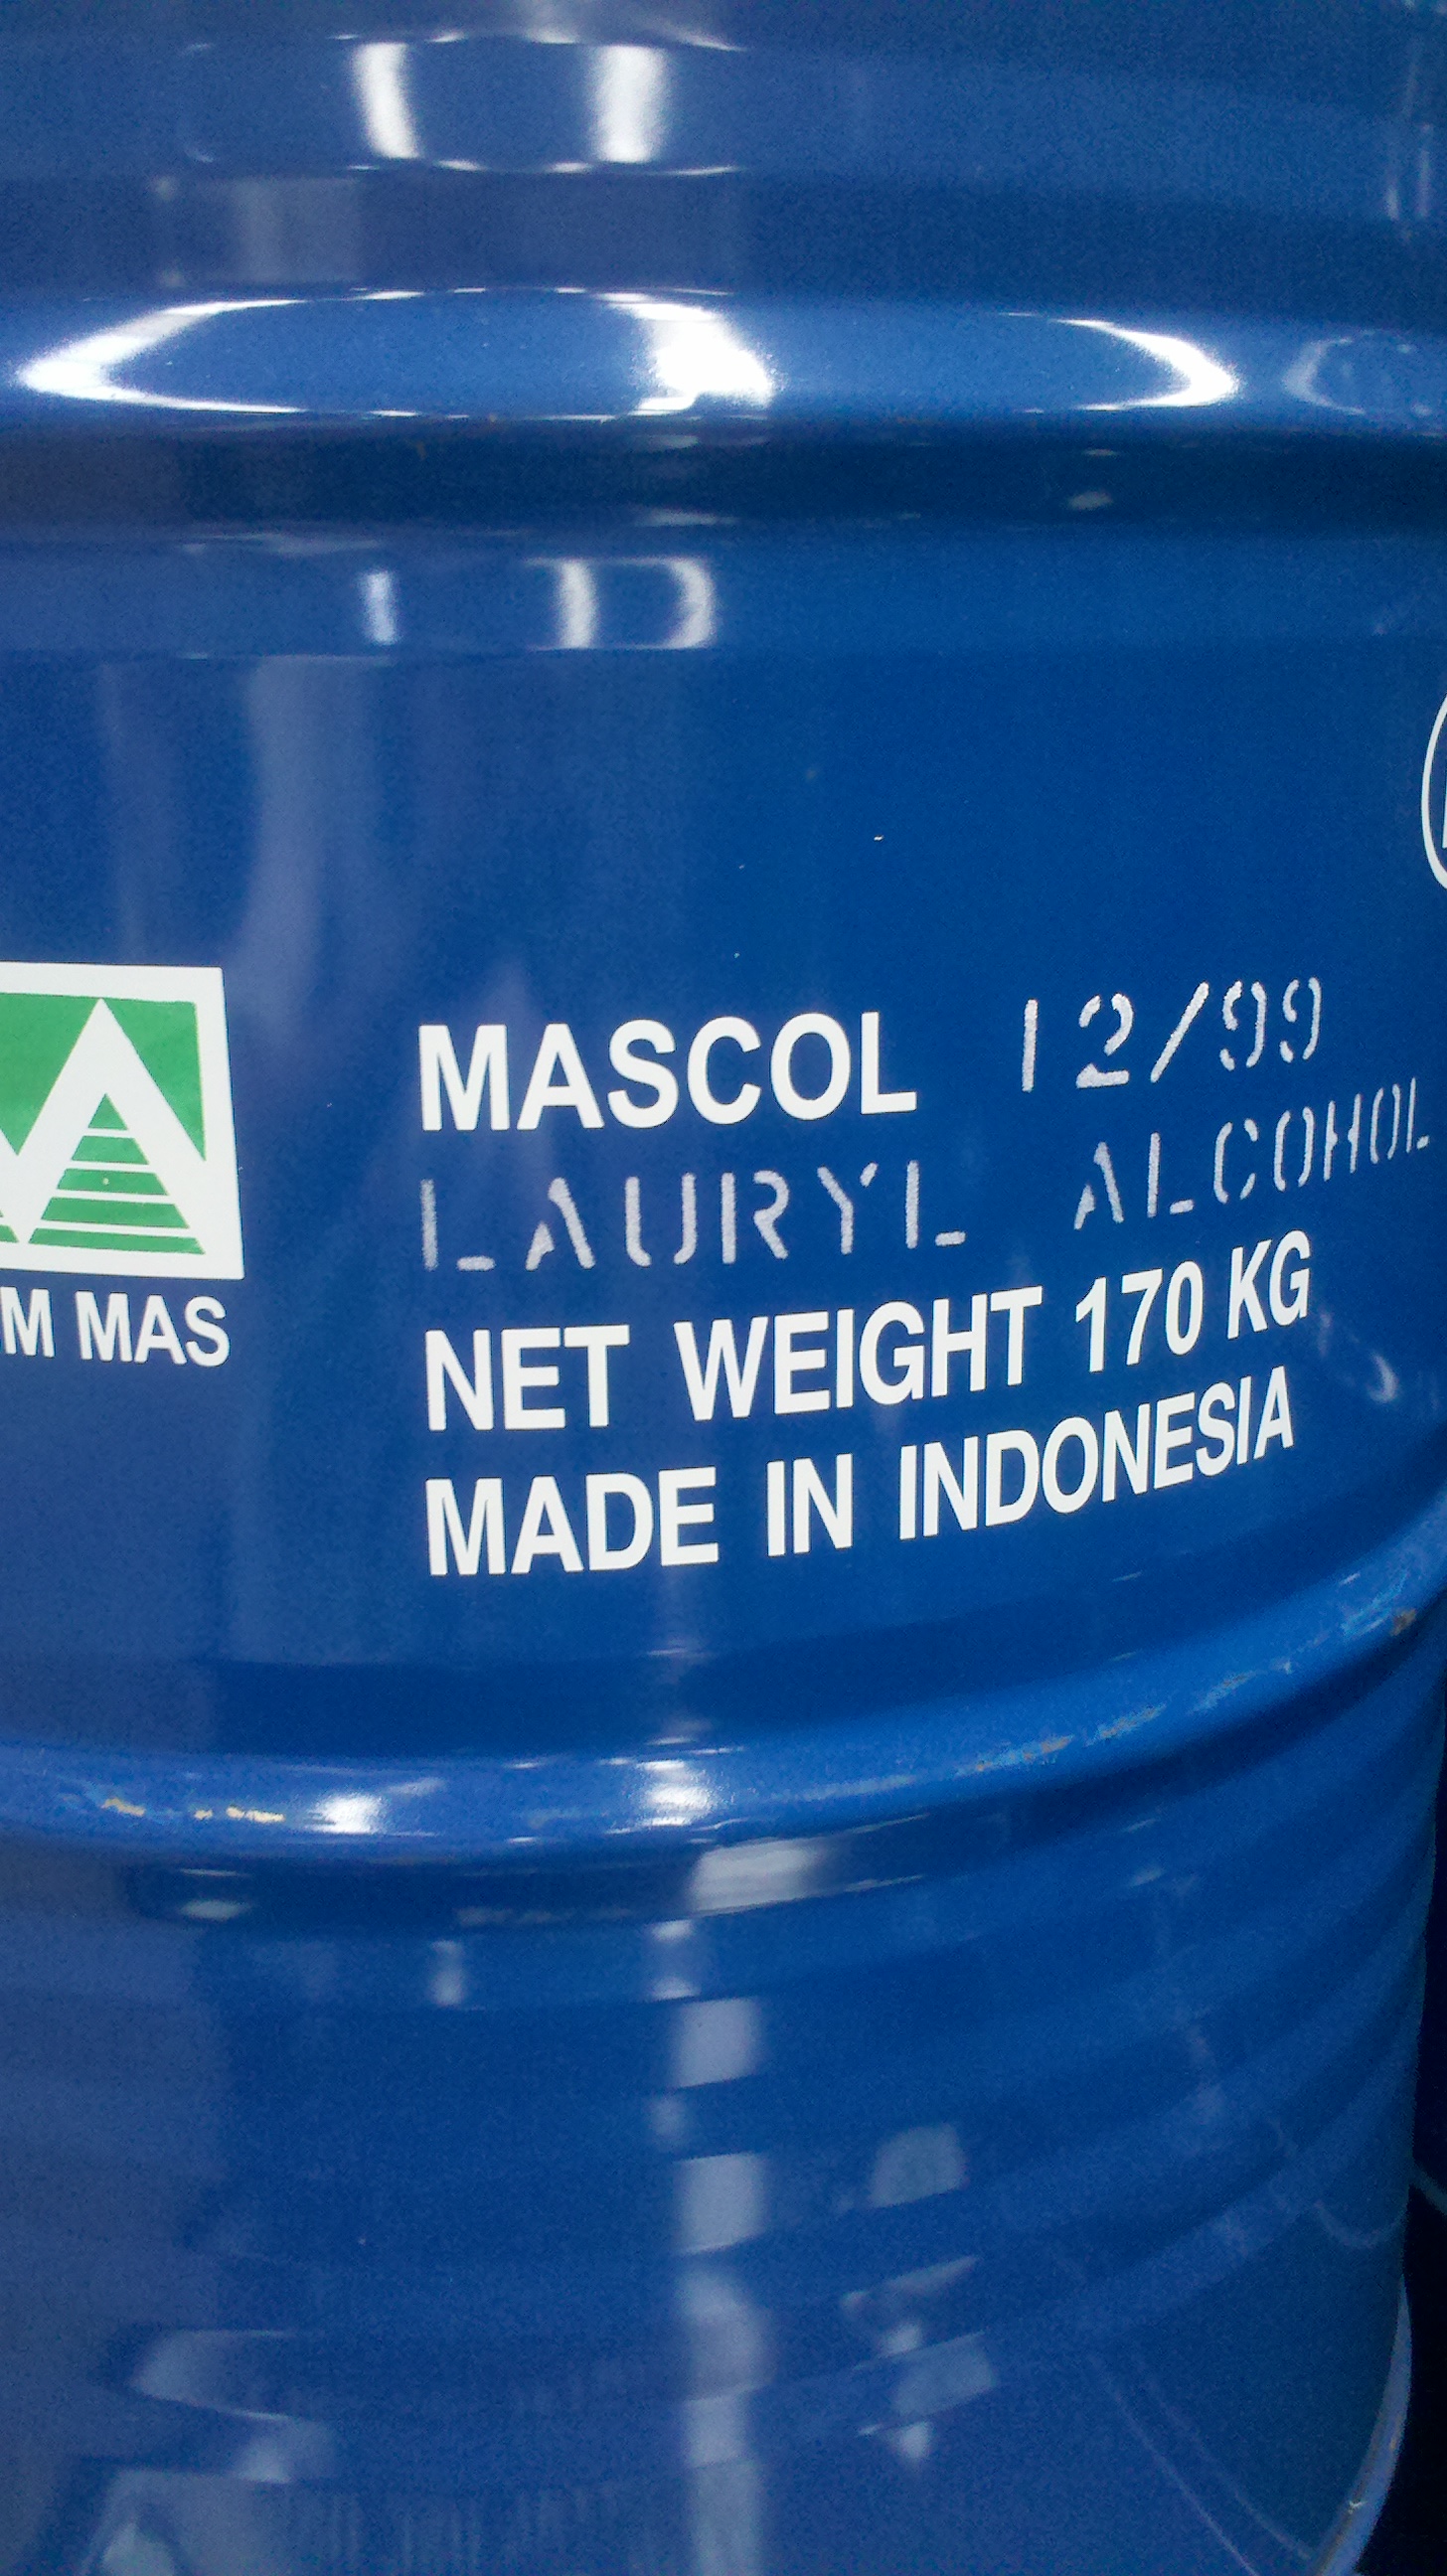 M MAS
MASCOL 12/99
LAURYL ALCOHOL
NET WEIGHT 170 KG
MADE IN INDONESIA